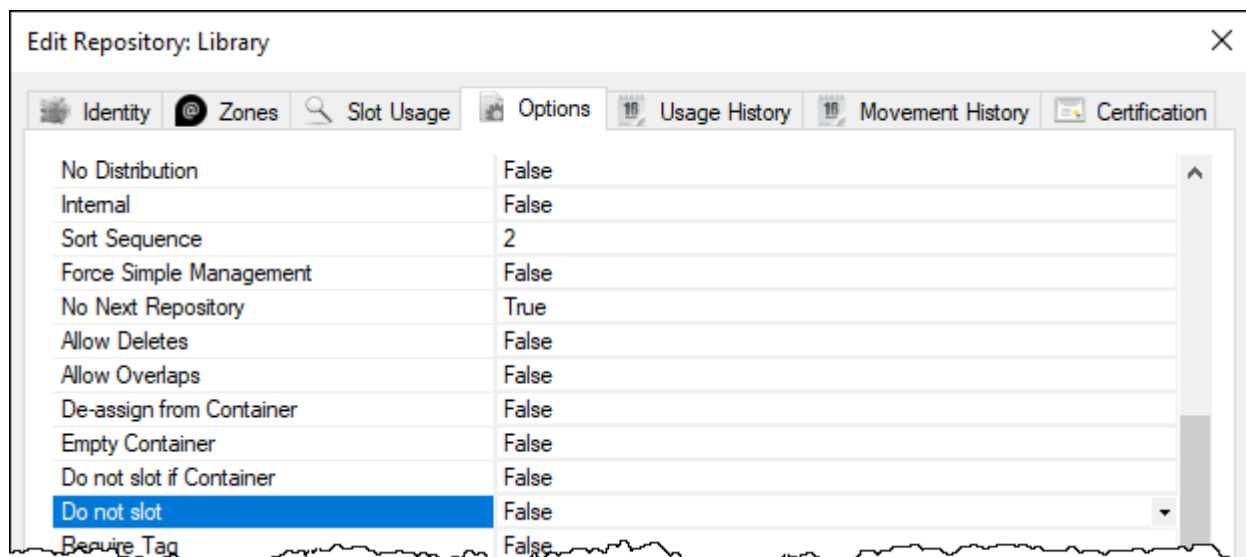 Edit Repository: Library
Identity Zones Slot Usage Options Usage History Movement History Certification
No Distribution False
Internal False
Sort Sequence 2
Force Simple Management False
No Next Repository True
Allow Deletes False
Allow Overlaps False
De-assign from Container False
Empty Container False
Do not slot if Container False
Do not slot False
Require Tag False